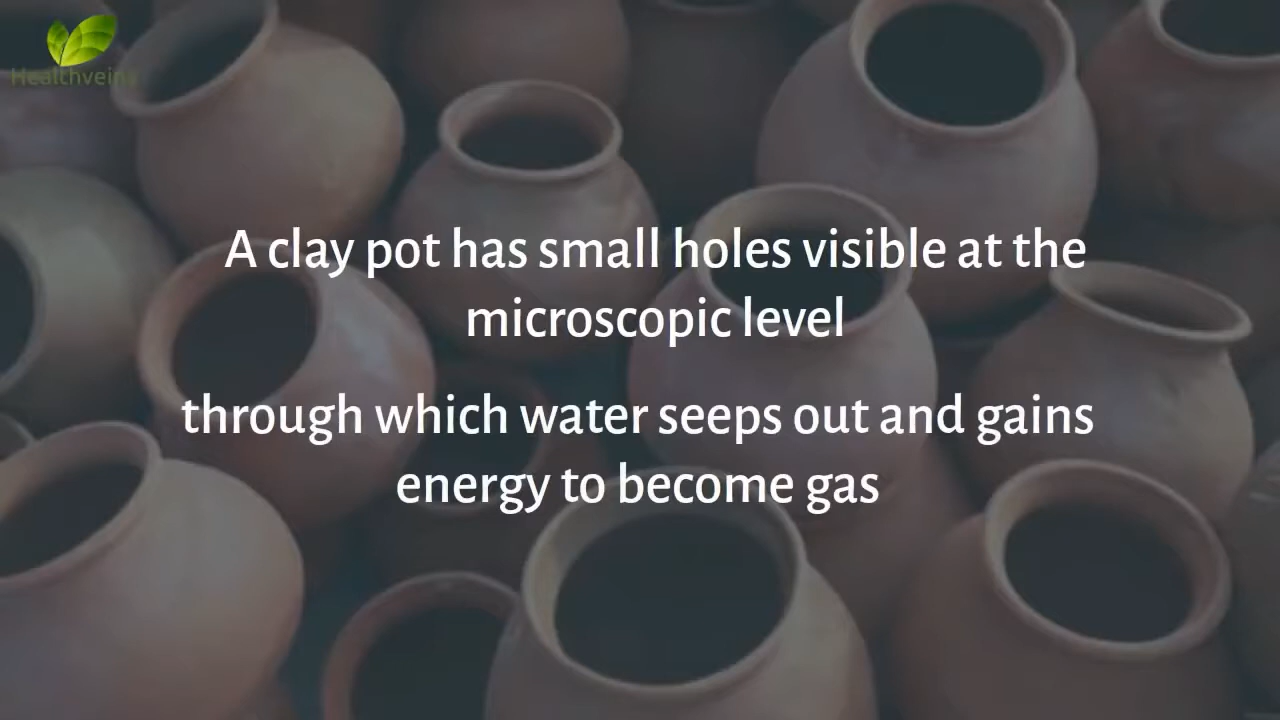 Healthveins
A clay pot has small holes visible at the
microscopic level
through which water seeps out and gains
energy to become gas